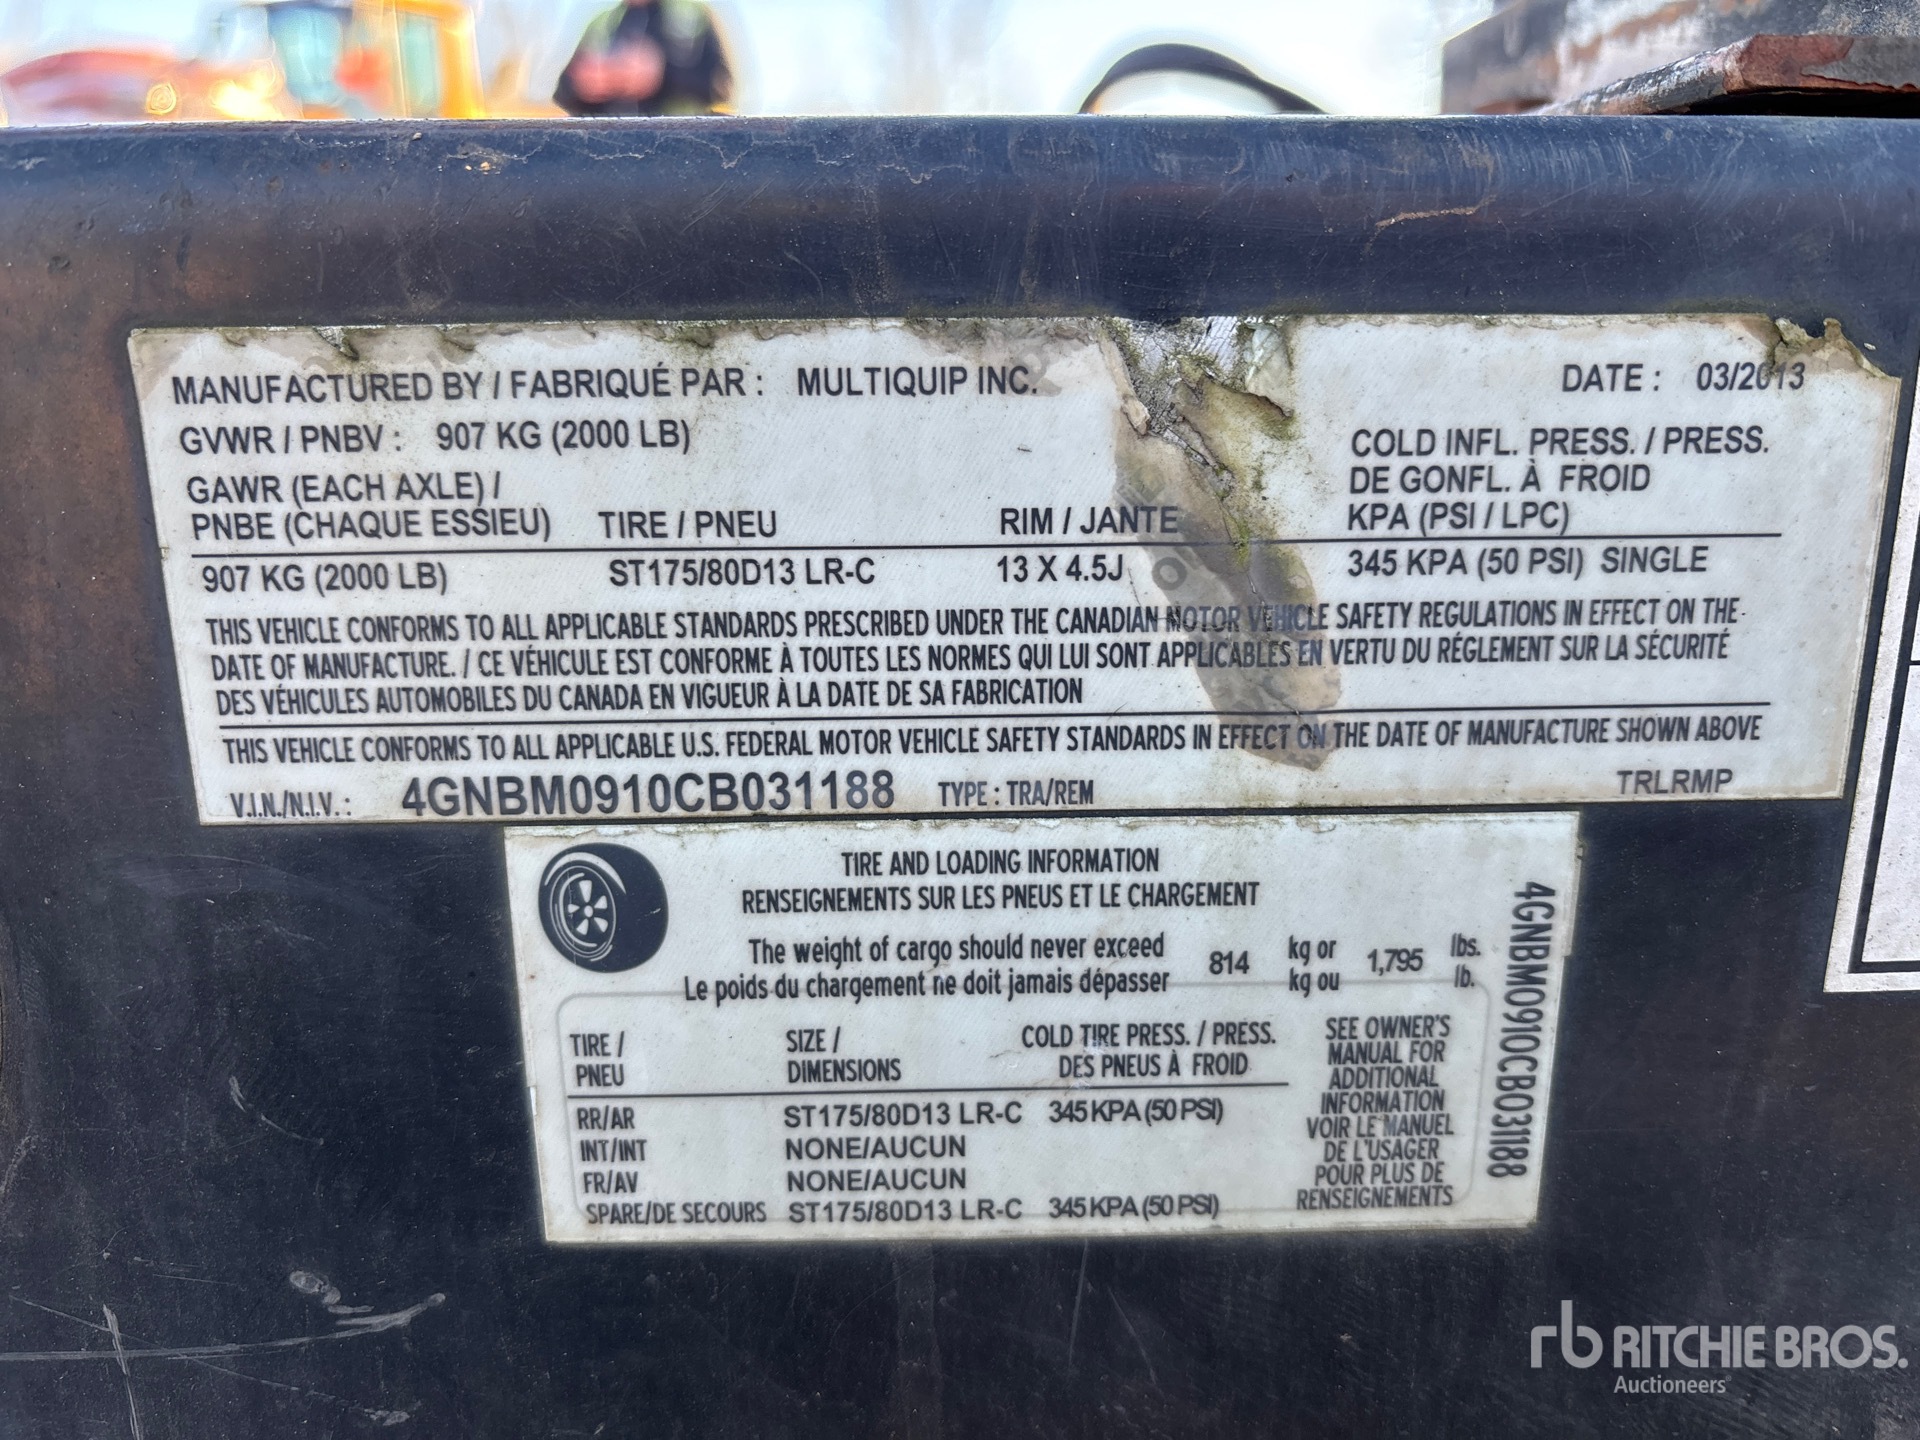 MANUFACTURED BY / FABRIQUÉ PAR : MULTIQUIP INC. DATE : 03/2013
GVWR / PNBV : 907 KG (2000 LB)
GAWR (EACH AXLE) /
PNBE (CHAQUE ESSIEU) TIRE / PNEU RIM / JANTE
COLD INFL. PRESS. / PRESS.
DE GONFL. À FROID
KPA (PSI / LPC)
907 KG (2000 LB) ST175/80D13 LR-C 13 X 4.5J 345 KPA (50 PSI) SINGLE
THIS VEHICLE CONFORMS TO ALL APPLICABLE STANDARDS PRESCRIBED UNDER THE CANADIAN MOTOR VEHICLE SAFETY REGULATIONS IN EFFECT ON THE
DATE OF MANUFACTURE. / CE VÉHICULE EST CONFORME À TOUTES LES NORMES QUI LUI SONT APPLICABLES EN VERTU DU RÉGLEMENT SUR LA SÉCURITÉ
DES VÉHICULES AUTOMOBILES DU CANADA EN VIGUEUR À LA DATE DE SA FABRICATION
THIS VEHICLE CONFORMS TO ALL APPLICABLE U.S. FEDERAL MOTOR VEHICLE SAFETY STANDARDS IN EFFECT ON THE DATE OF MANUFACTURE SHOWN ABOVE
V.I.N./N.I.V.: 4GNBM0910CB031188 TYPE : TRA/REM TRLRMP
TIRE AND LOADING INFORMATION
RENSEIGNEMENTS SUR LES PNEUS ET LE CHARGEMENT
The weight of cargo should never exceed 814 kg or 1,795 lbs.
Le poids du chargement ne doit jamais dépasser kg ou lb.
TIRE / SIZE / COLD TIRE PRESS. / PRESS.
PNEU DIMENSIONS DES PNEUS À FROID
RR/AR ST175/80D13 LR-C 345 KPA (50 PSI)
INT/INT NONE/AUCUN
FR/AV NONE/AUCUN
SPARE/DE SECOURS ST175/80D13 LR-C 345 KPA (50 PSI)
SEE OWNER'S
MANUAL FOR
ADDITIONAL
INFORMATION
VOIR LE MANUEL
DE L'USAGER
POUR PLUS DE
RENSEIGNEMENTS
4GNBM0910CB031188
rb RITCHIE BROS.
Auctioneers